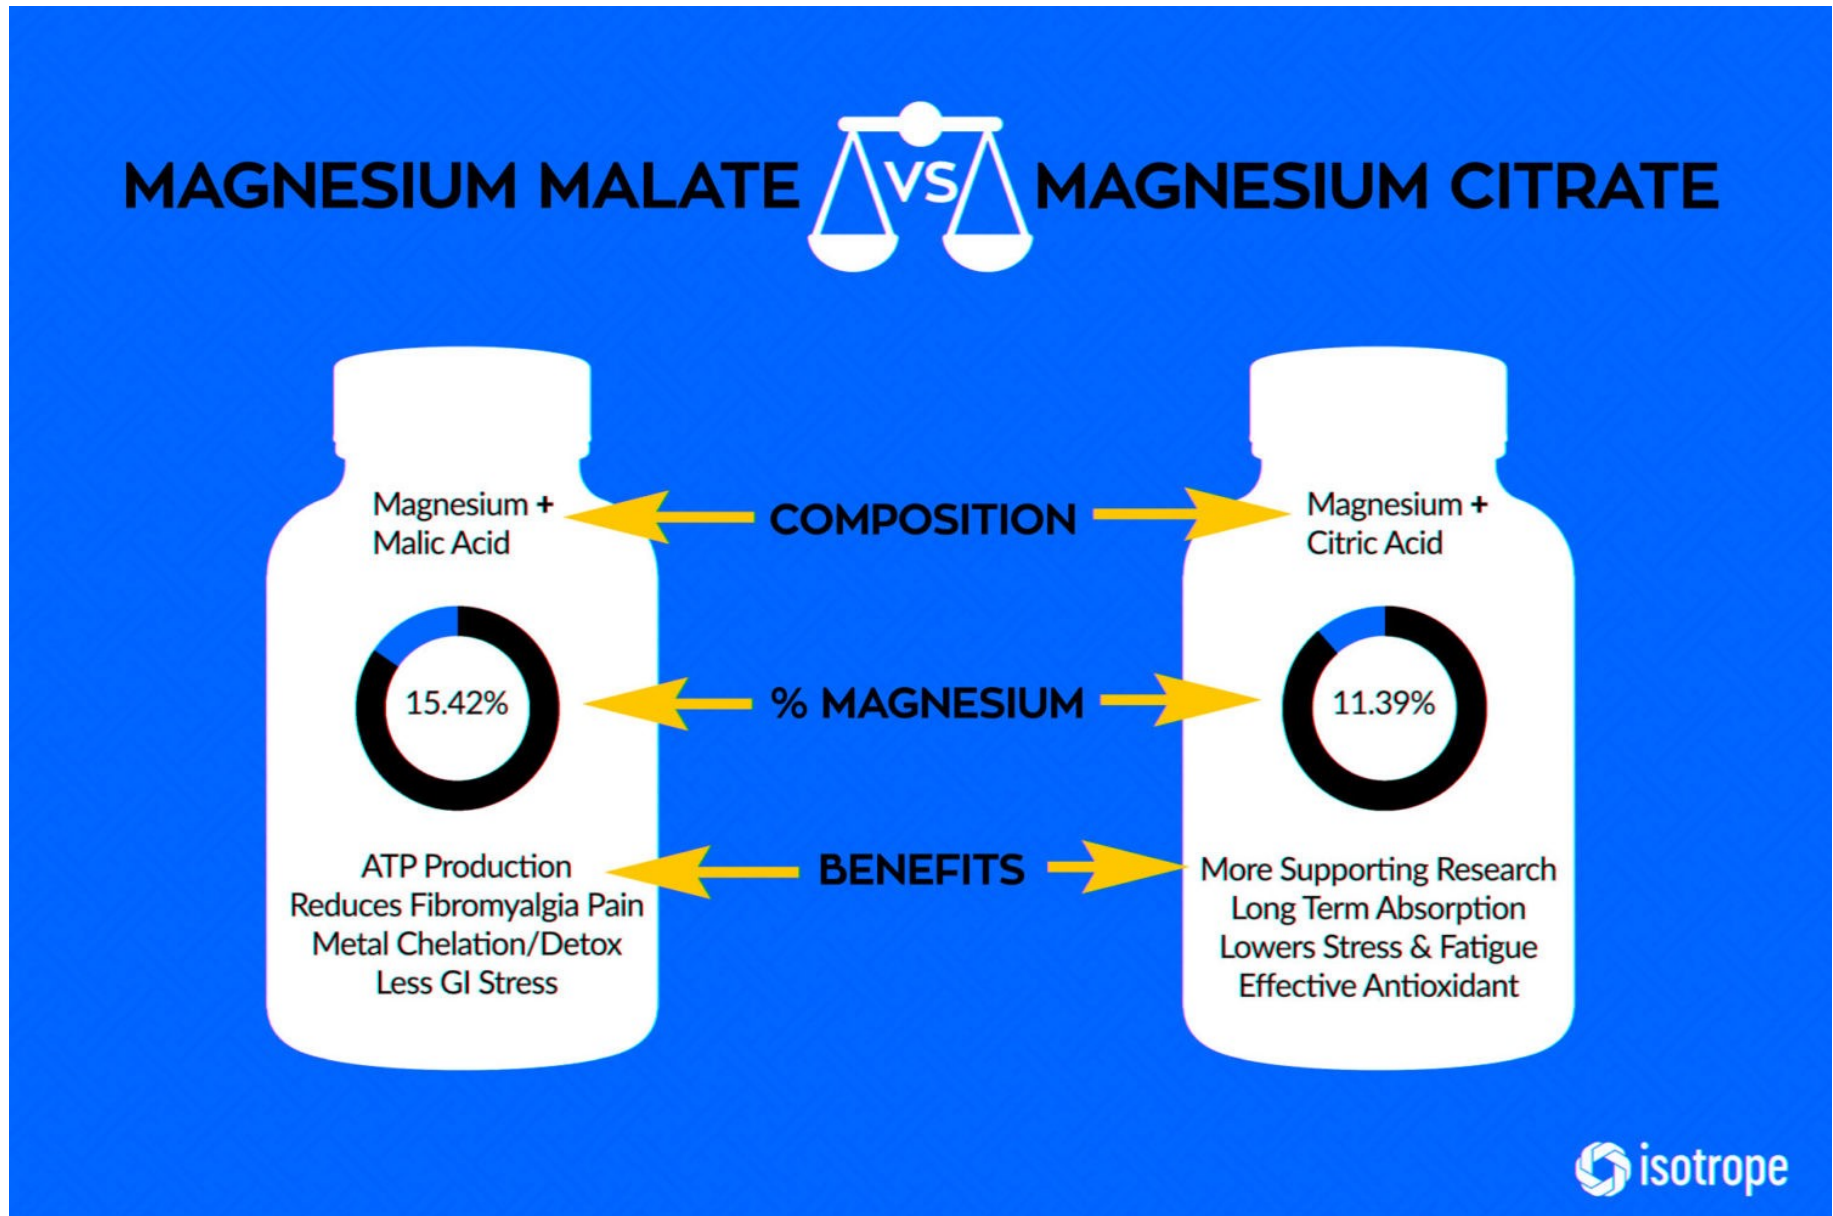 MAGNESIUM MALATE VS MAGNESIUM CITRATE
Magnesium +
Malic Acid
COMPOSITION
Magnesium +
Citric Acid
15.42%
% MAGNESIUM
11.39%
ATP Production
Reduces Fibromyalgia Pain
Metal Chelation/Detox
Less GI Stress
BENEFITS
More Supporting Research
Long Term Absorption
Lowers Stress & Fatigue
Effective Antioxidant
isotrope